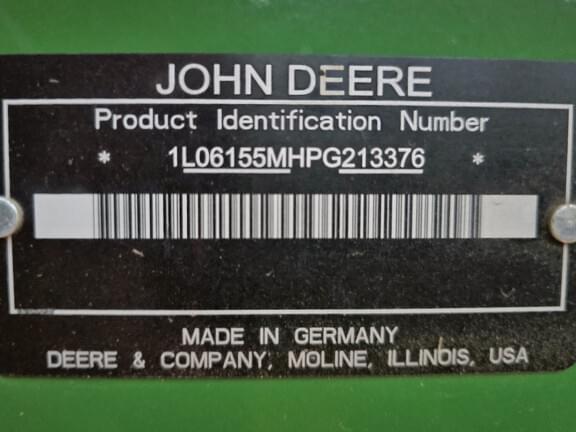 JOHN DEERE
Product Identification Number
* 1L06155MHPG213376 *
MADE IN GERMANY
DEERE & COMPANY, MOLINE, ILLINOIS, USA